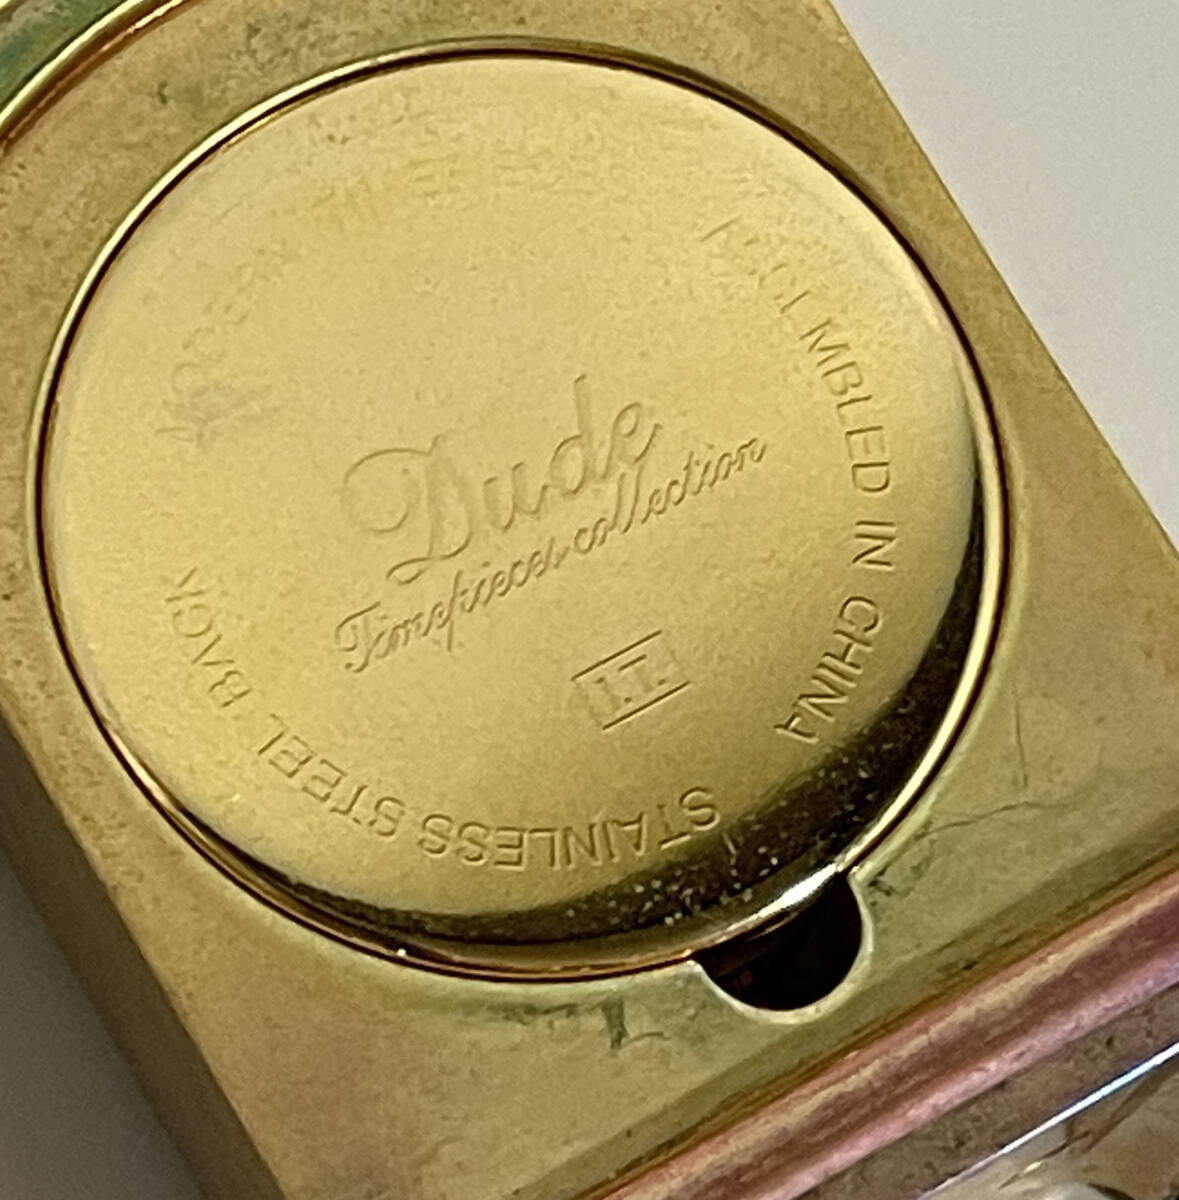 Dude
Timepieces collection
I.T.
ASSEMBLED IN CHINA
STAINLESS STEEL BACK